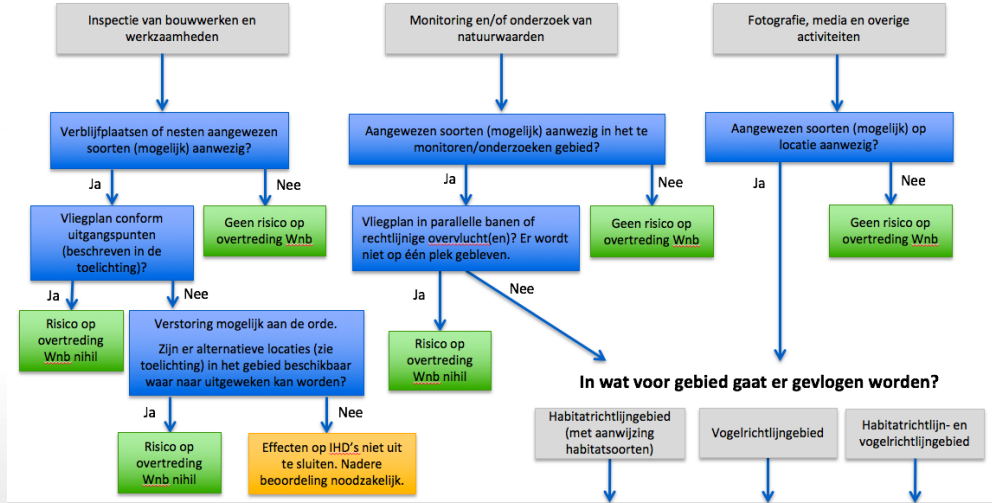 Inspectie van bouwwerken en
werkzaamheden
Monitoring en/of onderzoek van
natuurwaarden
Fotografie, media en overige
activiteiten
Verblijfplaatsen of nesten aangewezen
soorten (mogelijk) aanwezig?
Aangewezen soorten (mogelijk) aanwezig in het te
monitoren/onderzoeken gebied?
Aangewezen soorten (mogelijk) op
locatie aanwezig?
Ja
Nee
Ja
Nee
Ja
Nee
Vliegplan conform
uitgangspunten
(beschreven in de
toelichting)?
Geen risico op
overtreding Wnb
Vliegplan in parallelle banen of
rechtlijnige overvlucht(en)? Er wordt
niet op één plek gebleven.
Geen risico op
overtreding Wnb
Geen risico op
overtreding Wnb
Ja
Nee
Ja
Nee
Risico op
overtreding
Wnb nihil
Verstoring mogelijk aan de orde.
Zijn er alternatieve locaties (zie
toelichting) in het gebied beschikbaar
waar naar uitgeweken kan worden?
Risico op
overtreding
Wnb nihil
In wat voor gebied gaat er gevlogen worden?
Ja
Nee
Risico op
overtreding
Wnb nihil
Effecten op IHD's niet uit
te sluiten. Nadere
beoordeling noodzakelijk.
Habitatrichtlijngebied
(met aanwijzing
habitatsoorten)
Vogelrichtlijngebied
Habitatrichtlijn- en
vogelrichtlijngebied